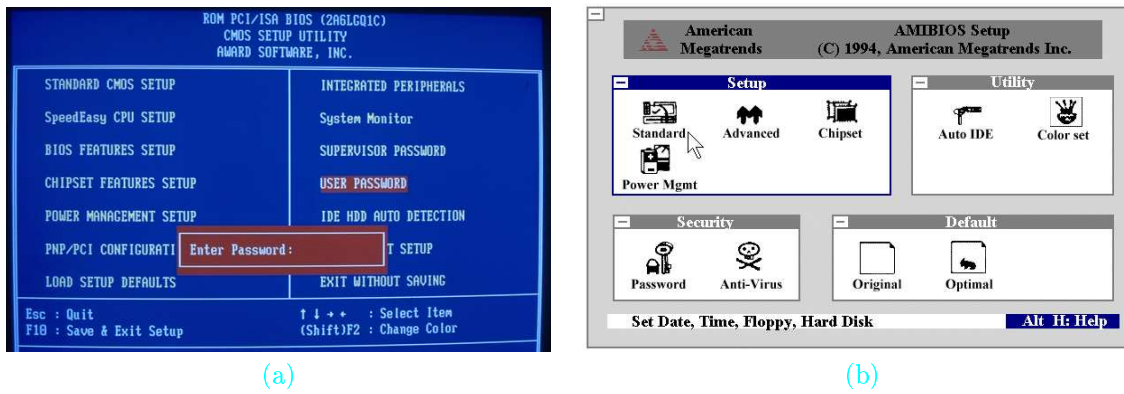 ROM PCI/ISA BIOS (2A6LGQ1C)
CMOS SETUP UTILITY
AWARD SOFTWARE, INC.
STANDARD CMOS SETUP
SpeedEasy CPU SETUP
BIOS FEATURES SETUP
CHIPSET FEATURES SETUP
POWER MANAGEMENT SETUP
PNP/PCI CONFIGURATI
LOAD SETUP DEFAULTS
INTEGRATED PERIPHERALS
System Monitor
SUPERVISOR PASSWORD
USER PASSWORD
IDE HDD AUTO DETECTION
T SETUP
EXIT WITHOUT SAVING
Enter Password:
Esc : Quit
F10 : Save & Exit Setup
↑ ↓ → ← : Select Item
(Shift)F2 : Change Color
(a)
American
Megatrends
AMIBIOS Setup
(C) 1994, American Megatrends Inc.
Setup
Standard
Advanced
Chipset
Power Mgmt
Utility
Auto IDE
Color set
Security
Password
Anti-Virus
Default
Original
Optimal
Set Date, Time, Floppy, Hard Disk
Alt H: Help
(b)